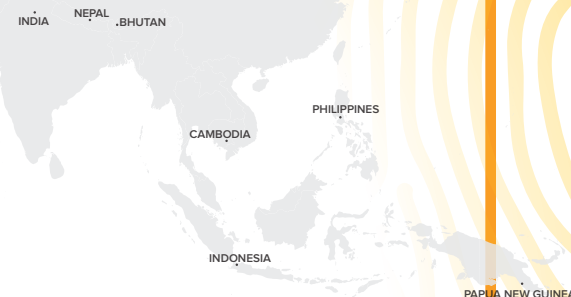 NEPAL
INDIA
BHUTAN
PHILIPPINES
CAMBODIA
INDONESIA
PAPUA NEW GUINEA